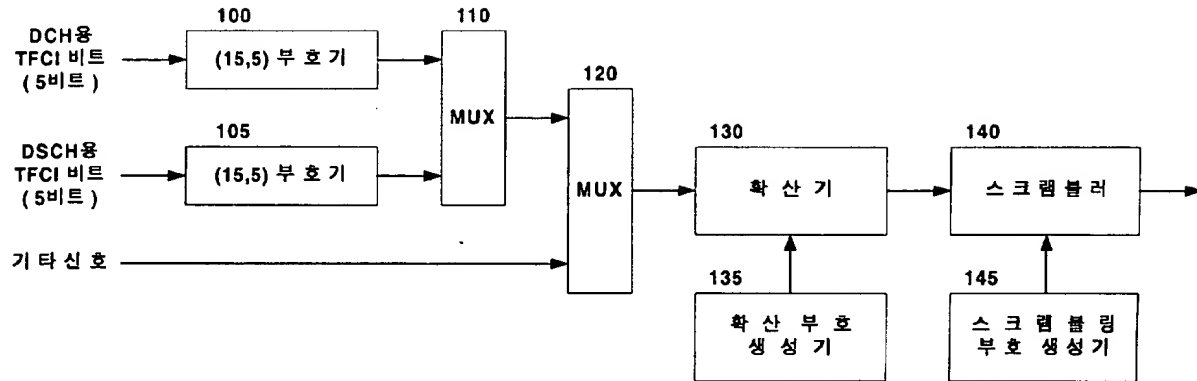 100
110
DCH용
TFCI 비트
(5비트)
(15,5) 부호기
MUX
120
105
DSCH용
TFCI 비트
(5비트)
(15,5) 부호기
MUX
130
확산기
140
스크램블러
기타신호
135
확산 부호
생성기
145
스크램블링
부호 생성기